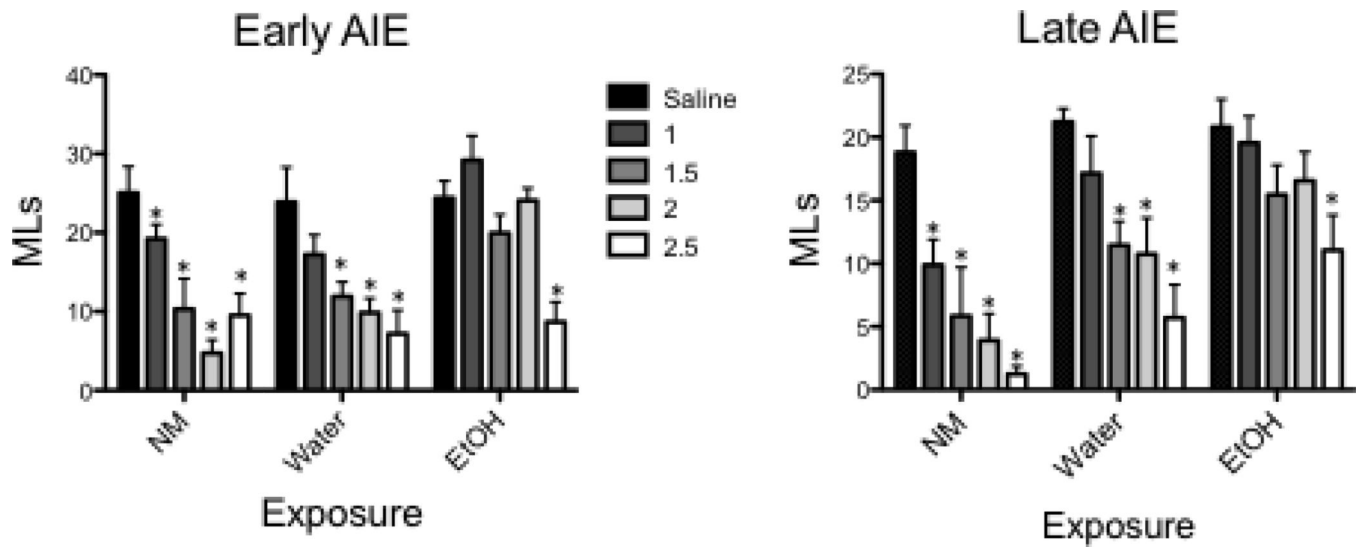 Early AIE
40
30
20
10
0
MLs
* * * *
* * *
*
NM
Water
EtOH
Exposure
Saline
1
1.5
2
2.5
Late AIE
25
20
15
10
5
0
MLs
* * * *
* * *
*
NM
Water
EtOH
Exposure